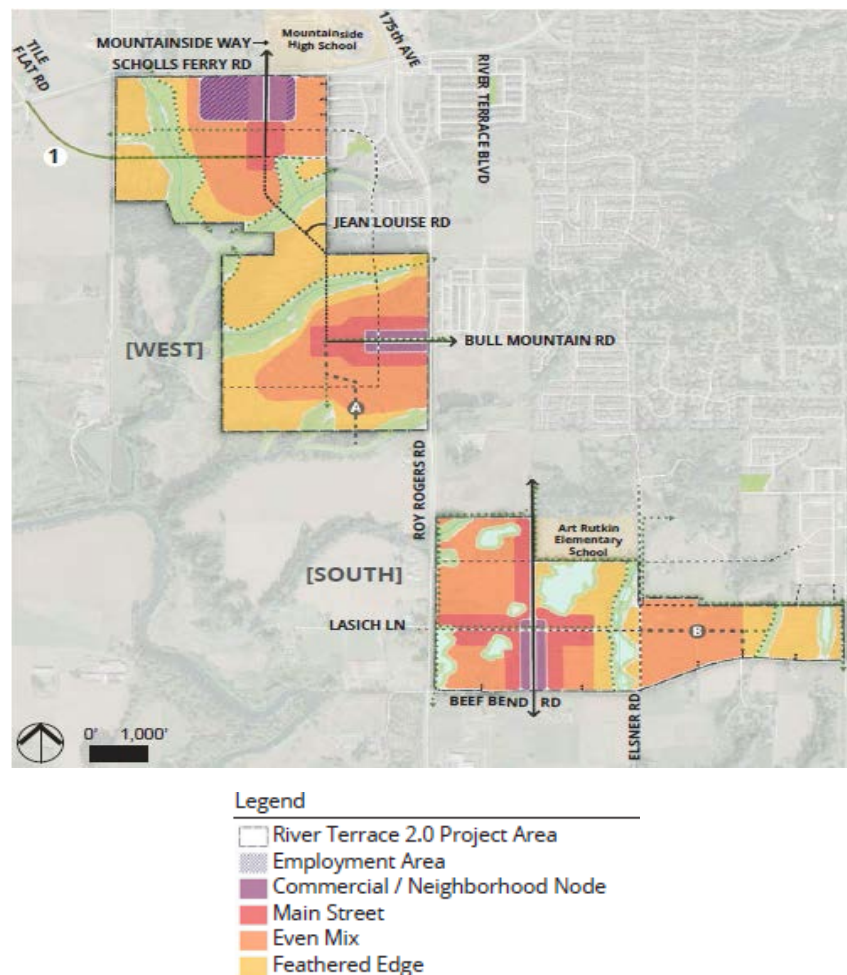 MOUNTAINSIDE WAY
Mountainside
High School
SCHOLLS FERRY RD
TILE
FLAT RD
175th AVE
RIVER TERRACE BLVD
1
JEAN LOUISE RD
[WEST]
BULL MOUNTAIN RD
A
ROY ROGERS RD
Art Rutkin
Elementary
School
[SOUTH]
LASICH LN
B
BEEF BEND RD
ELSNER RD
0' 1,000'
Legend
River Terrace 2.0 Project Area
Employment Area
Commercial / Neighborhood Node
Main Street
Even Mix
Feathered Edge